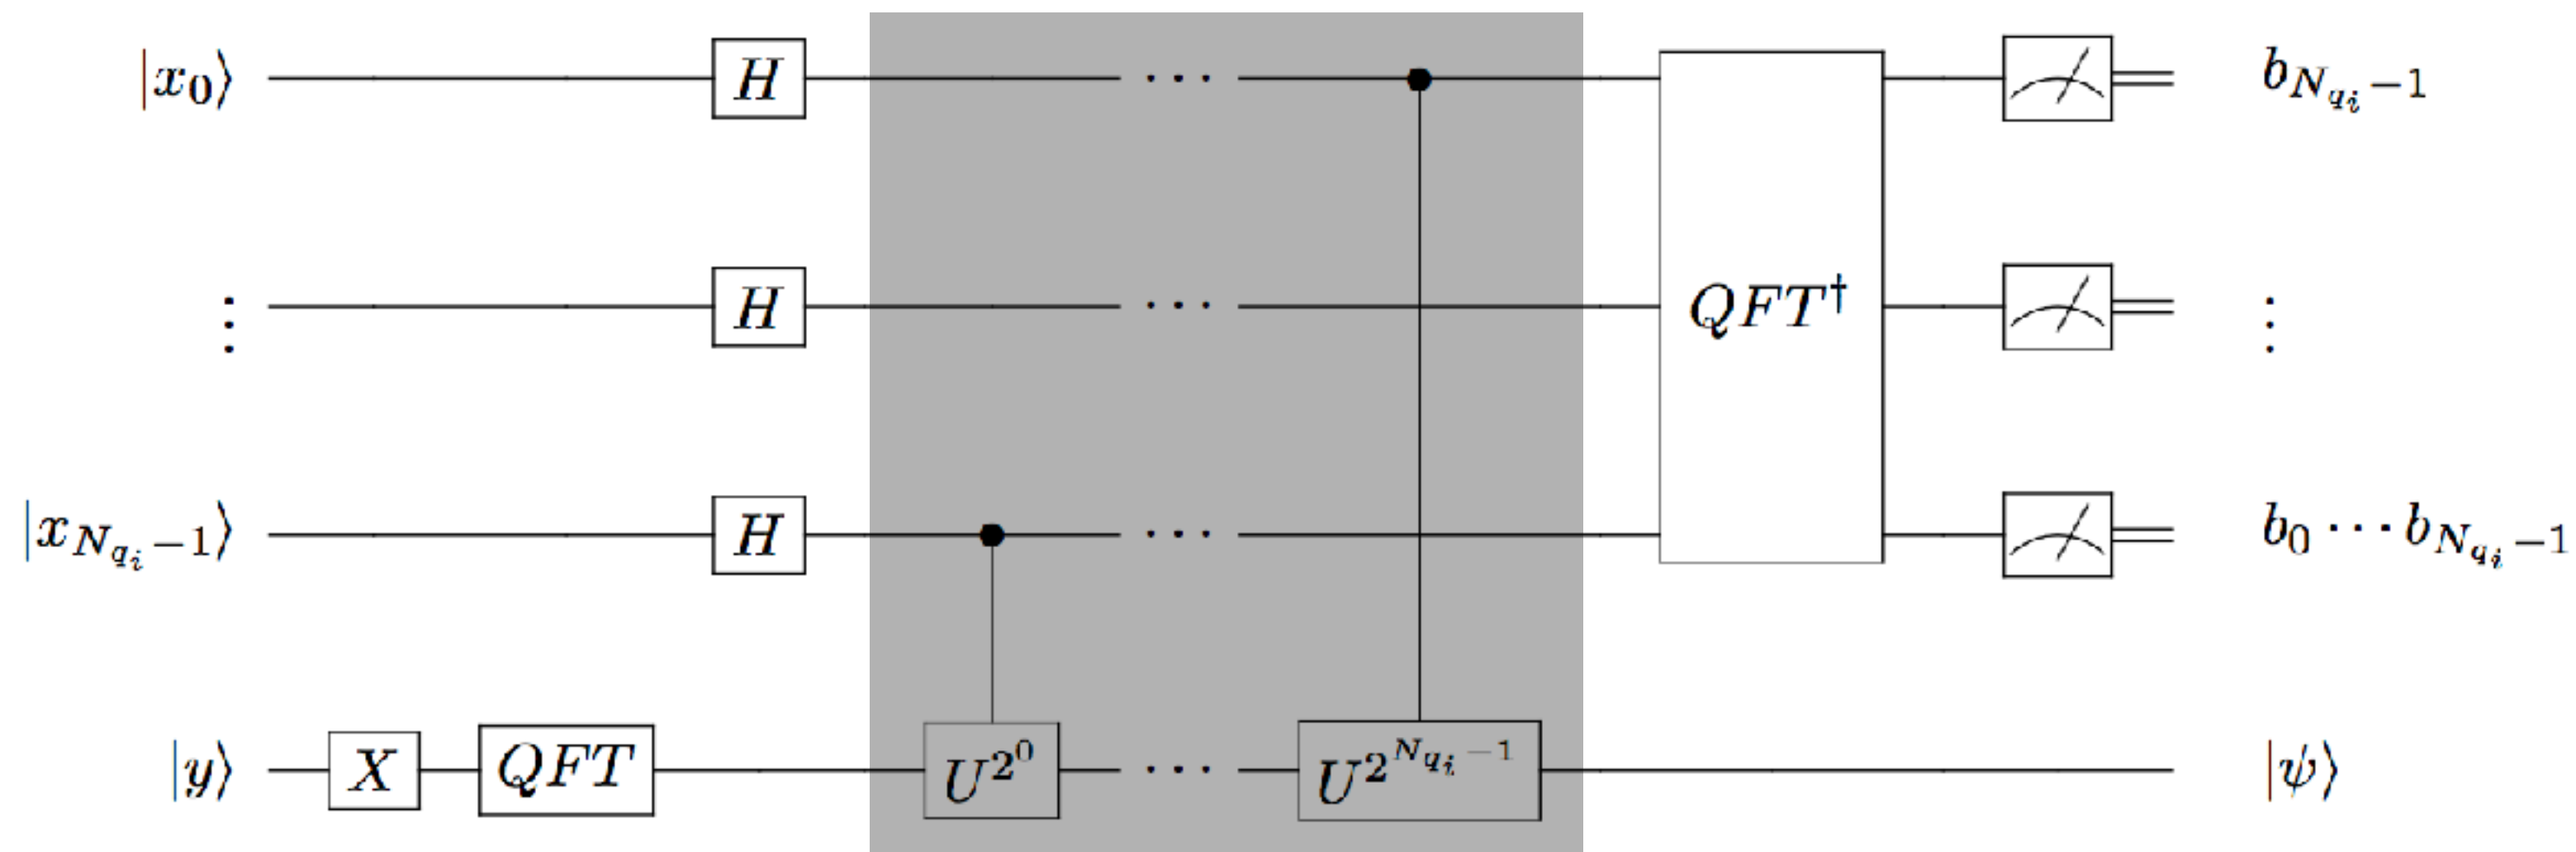 |x₀⟩ H ··· b_{N_{q_i}−1}
⋮ H ··· QFT† ⋮
|x_{N_{q_i}−1}⟩ H ··· b₀ ··· b_{N_{q_i}−1}
|y⟩ X QFT U^{2^0} ··· U^{2^{N_{q_i}−1}} |ψ⟩